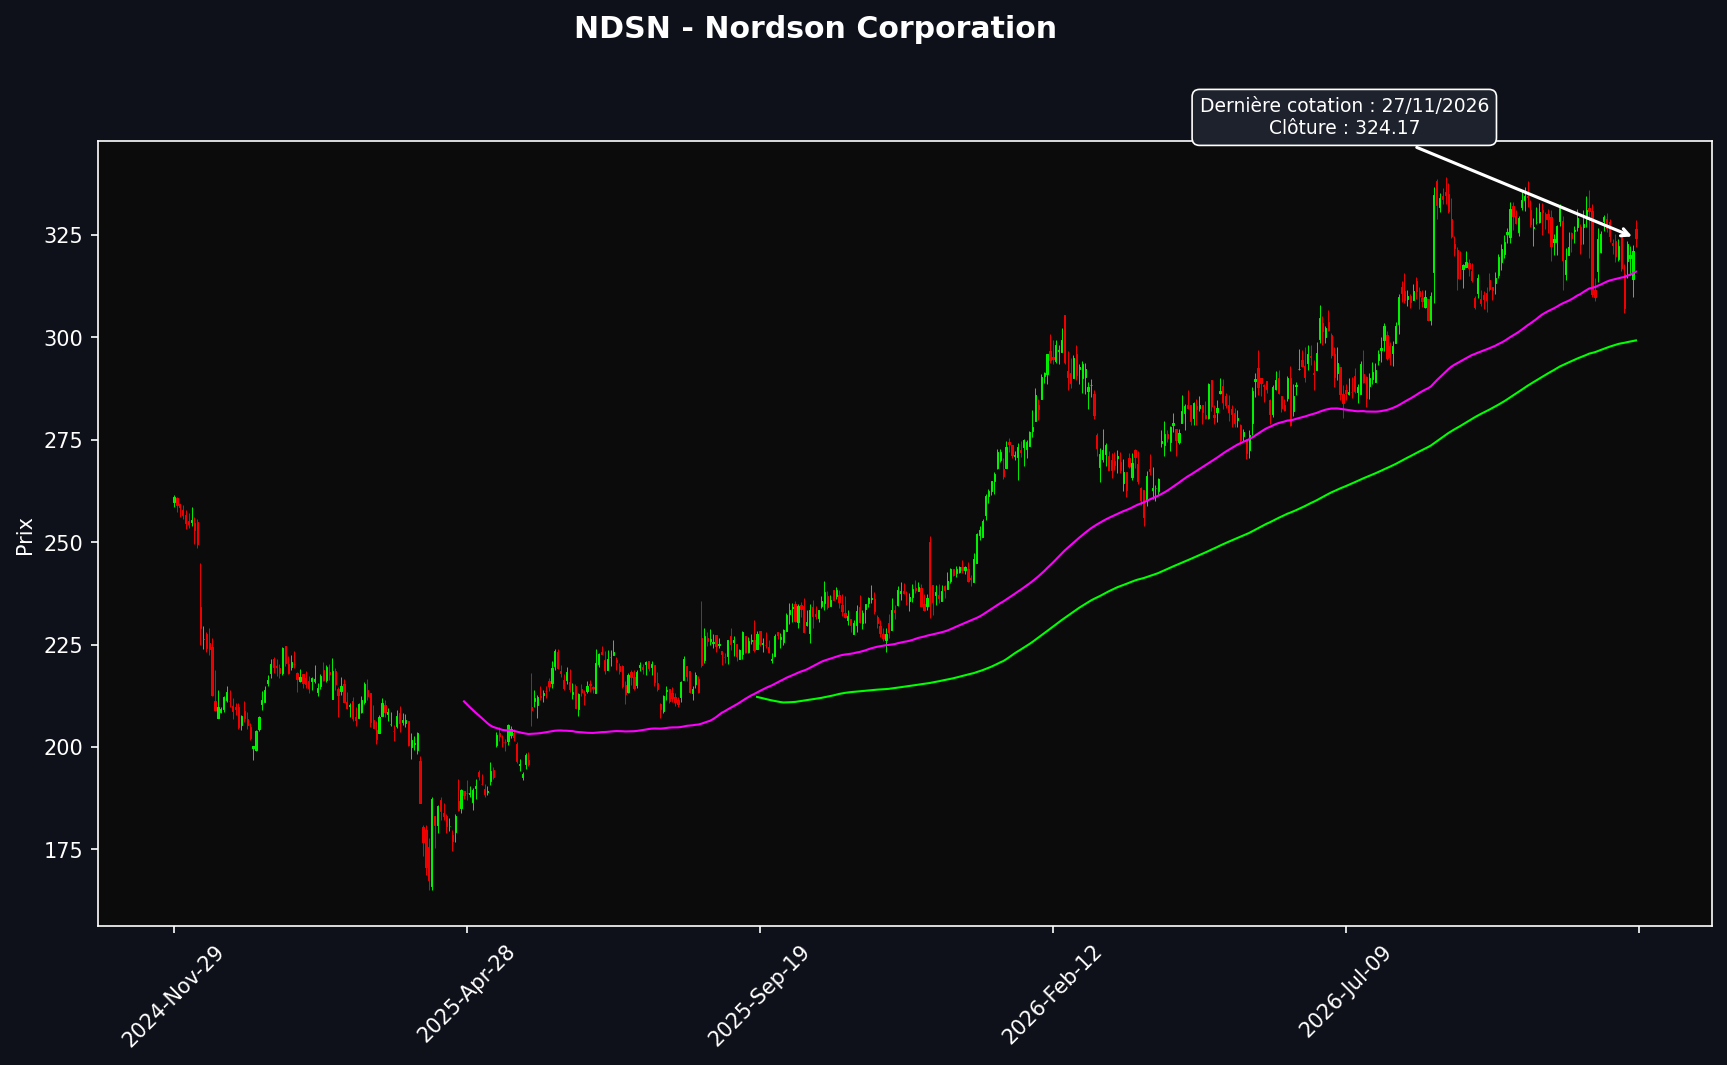 NDSN - Nordson Corporation
Dernière cotation : 27/11/2026
Clôture : 324.17
Prix
325
300
275
250
225
200
175
2024-Nov-29
2025-Apr-28
2025-Sep-19
2026-Feb-12
2026-Jul-09